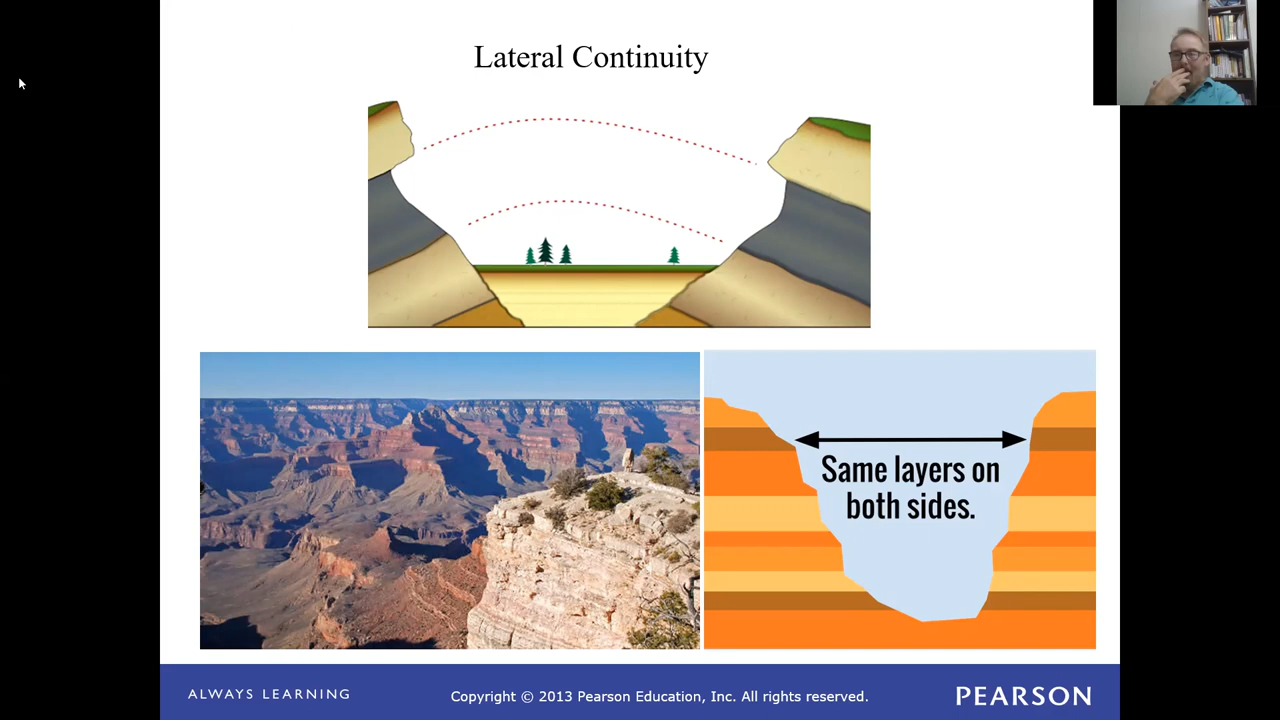 Lateral Continuity
Same layers on
both sides.
ALWAYS LEARNING
Copyright © 2013 Pearson Education, Inc. All rights reserved.
PEARSON